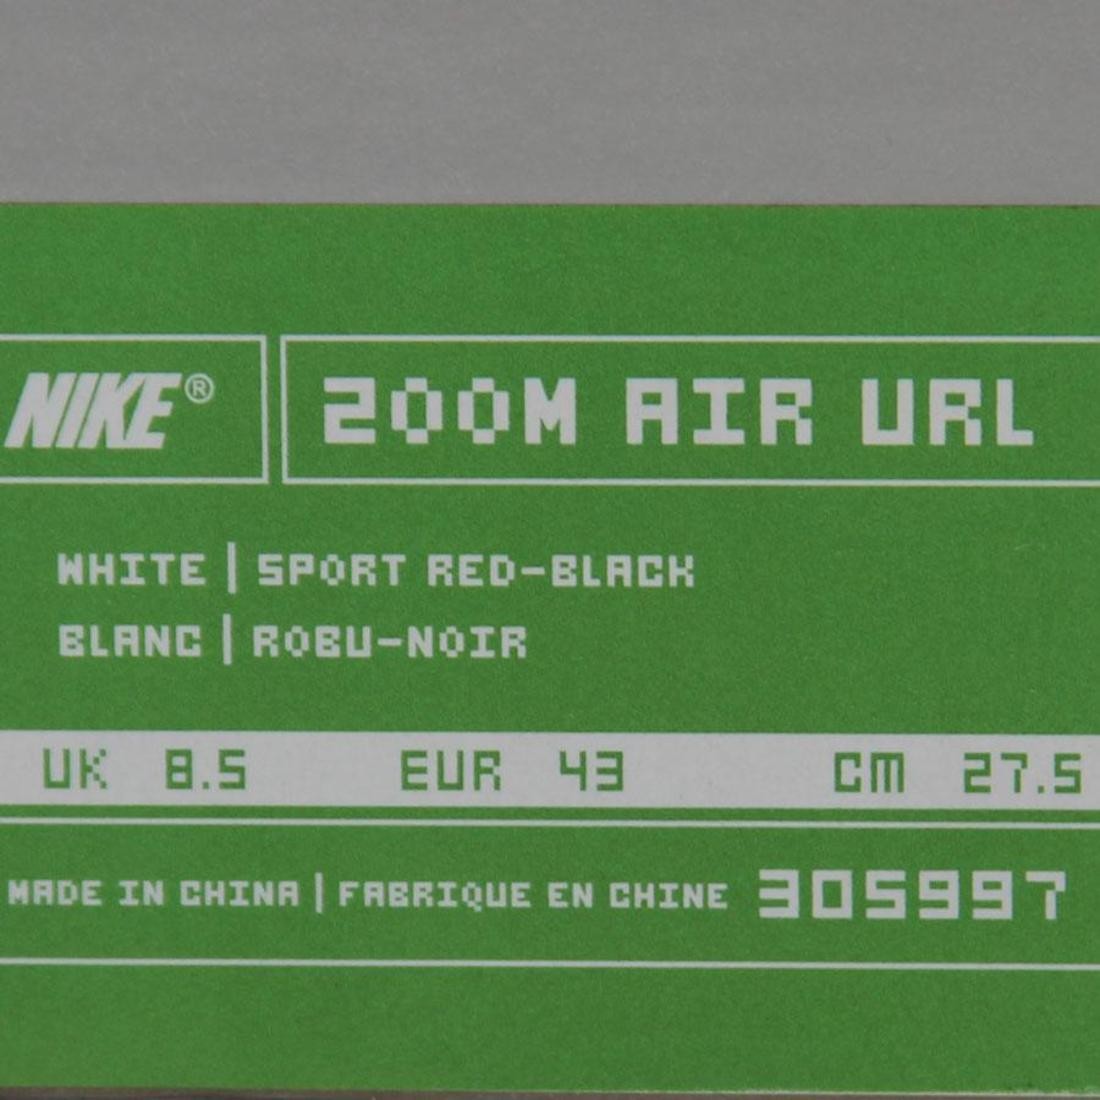 NIKE® ZOOM AIR URL
WHITE | SPORT RED-BLACK
BLANC | ROBU-NOIR
UK 8.5 EUR 43 CM 27.5
MADE IN CHINA | FABRIQUE EN CHINE 305997